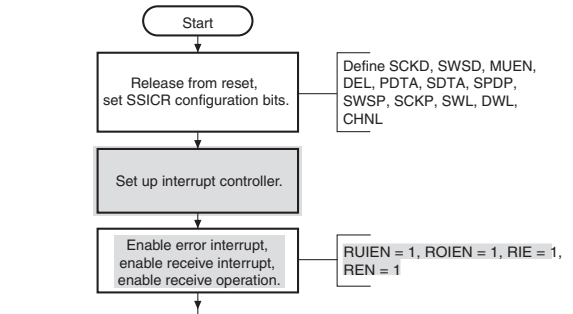 Start
Release from reset,
set SSICR configuration bits.
Define SCKD, SWSD, MUEN,
DEL, PDTA, SDTA, SPDP,
SWSP, SCKP, SWL, DWL,
CHNL
Set up interrupt controller.
Enable error interrupt,
enable receive interrupt,
enable receive operation.
RUIEN = 1, ROIEN = 1, RIE = 1,
REN = 1